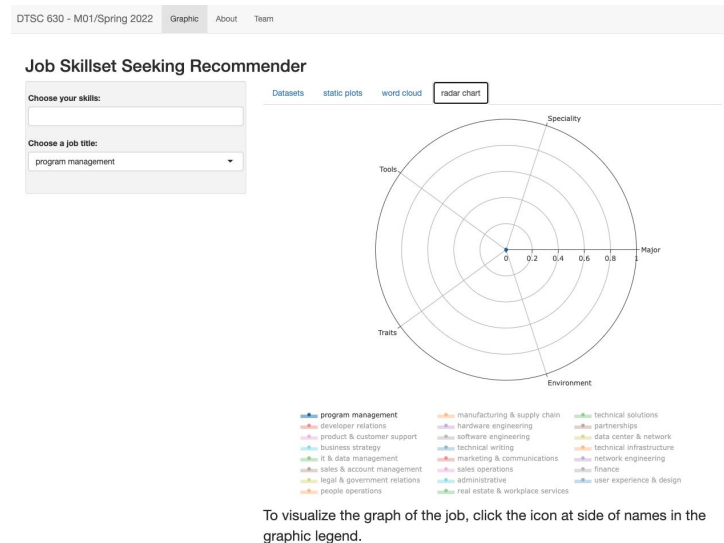 DTSC 630 - M01/Spring 2022 Graphic About Team
Job Skillset Seeking Recommender
Choose your skills:
Choose a job title:
program management
Datasets static plots word cloud radar chart
Speciality
Tools
Major
0 0.2 0.4 0.6 0.8 1
Traits
Environment
program management manufacturing & supply chain technical solutions
developer relations hardware engineering partnerships
product & customer support software engineering data center & network
business strategy technical writing technical infrastructure
it & data management marketing & communications network engineering
sales & account management sales operations finance
legal & government relations administrative user experience & design
people operations real estate & workplace services
To visualize the graph of the job, click the icon at side of names in the
graphic legend.